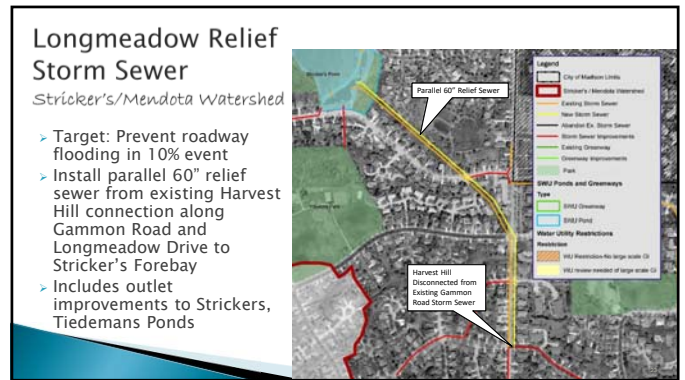 Longmeadow Relief
Storm Sewer
Stricker's/Mendota Watershed
Target: Prevent roadway
flooding in 10% event
Install parallel 60" relief
sewer from existing Harvest
Hill connection along
Gammon Road and
Longmeadow Drive to
Stricker's Forebay
Includes outlet
improvements to Strickers,
Tiedemans Ponds
Parallel 60" Relief Sewer
Harvest Hill
Disconnected from
Existing Gammon
Road Storm Sewer
Legend
City of Madison Limits
Stricker's / Mendota Watershed
Existing Storm Sewer
New Storm Sewer
Abandon Ex. Storm Sewer
Storm Sewer Improvements
Existing Greenway
Greenway Improvements
Park
SWU Ponds and Greenways
Type
SWU Greenway
SWU Pond
Water Utility Restrictions
Restriction
WU Restriction-No large scale GI
WU review needed of large scale GI